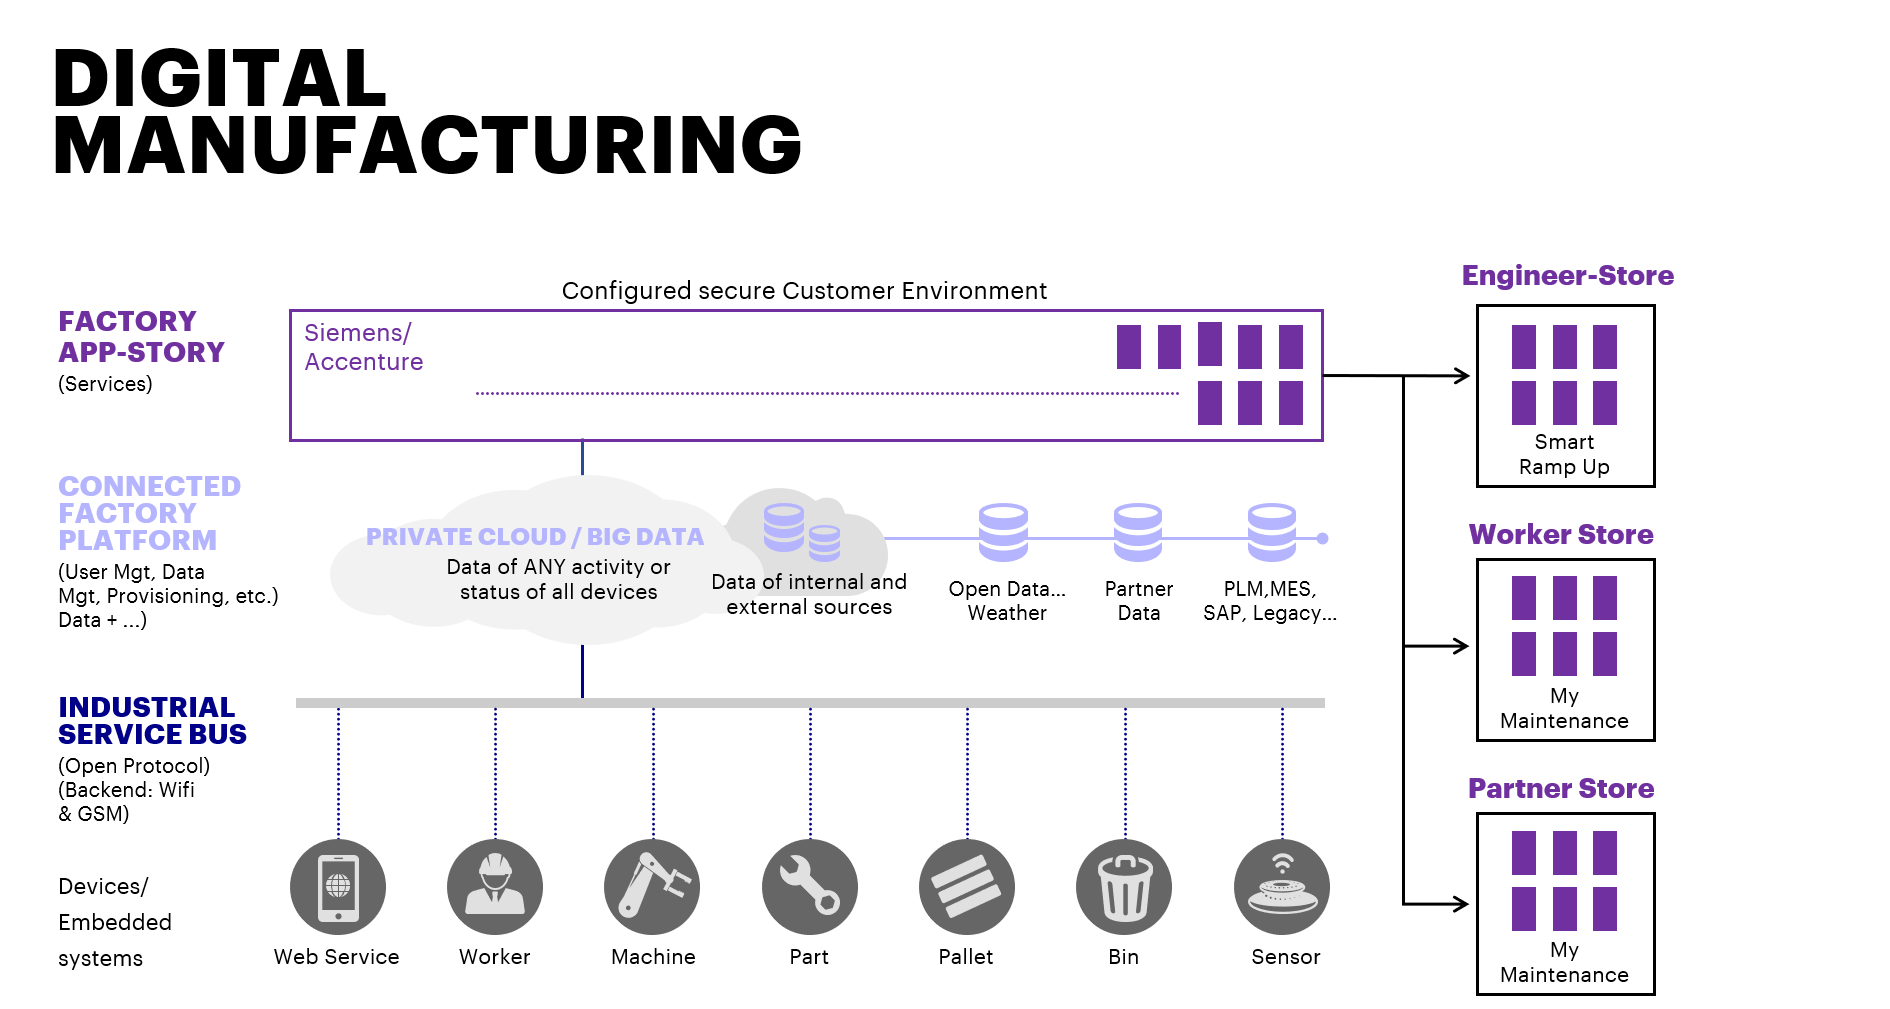 DIGITAL
MANUFACTURING
Configured secure Customer Environment
FACTORY
APP-STORY
(Services)
Siemens/
Accenture
CONNECTED
FACTORY
PLATFORM
(User Mgt, Data
Mgt, Provisioning, etc.)
Data + ...)
PRIVATE CLOUD / BIG DATA
Data of ANY activity or
status of all devices
Data of internal and
external sources
Open Data...
Weather
Partner
Data
PLM,MES,
SAP, Legacy...
INDUSTRIAL
SERVICE BUS
(Open Protocol)
(Backend: Wifi
& GSM)
Devices/
Embedded
systems
Web Service
Worker
Machine
Part
Pallet
Bin
Sensor
Engineer-Store
Smart
Ramp Up
Worker Store
My
Maintenance
Partner Store
My
Maintenance